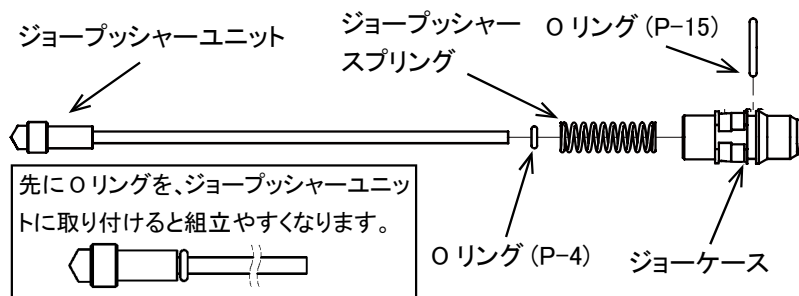 ジョープッシャーユニット
ジョープッシャー
スプリング
O リング (P-15)
先に O リングを、ジョープッシャーユニッ
トに取り付けると組立やすくなります。
O リング (P-4)
ジョーケース